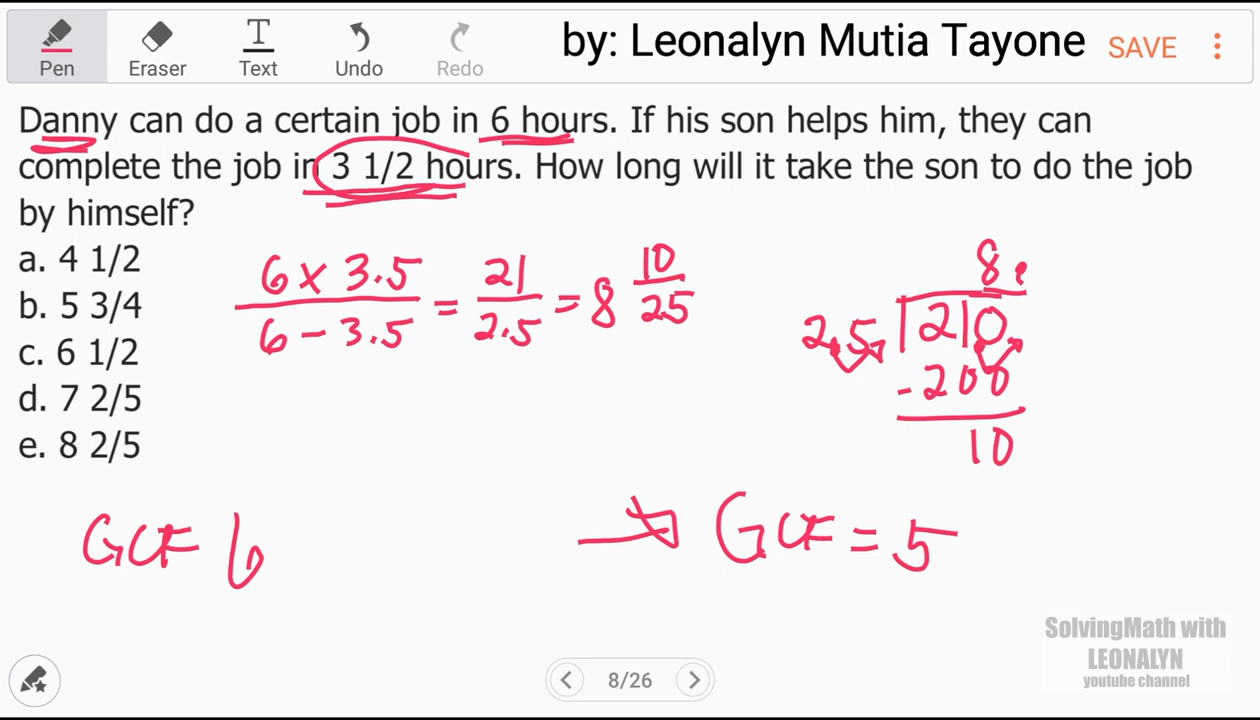 Pen Eraser Text Undo Redo by: Leonalyn Mutia Tayone SAVE
T
Danny can do a certain job in 6 hours. If his son helps him, they can
complete the job in 3 1/2 hours. How long will it take the son to do the job
by himself?
a. 4 1/2
b. 5 3/4
c. 6 1/2
d. 7 2/5
e. 8 2/5
6 x 3.5
6 - 3.5
=
21
2.5
= 8
10
25
8.
2.5 210
- 200
10
GCF
GCF = 5
8/26
SolvingMath with
LEONALYN
youtube channel